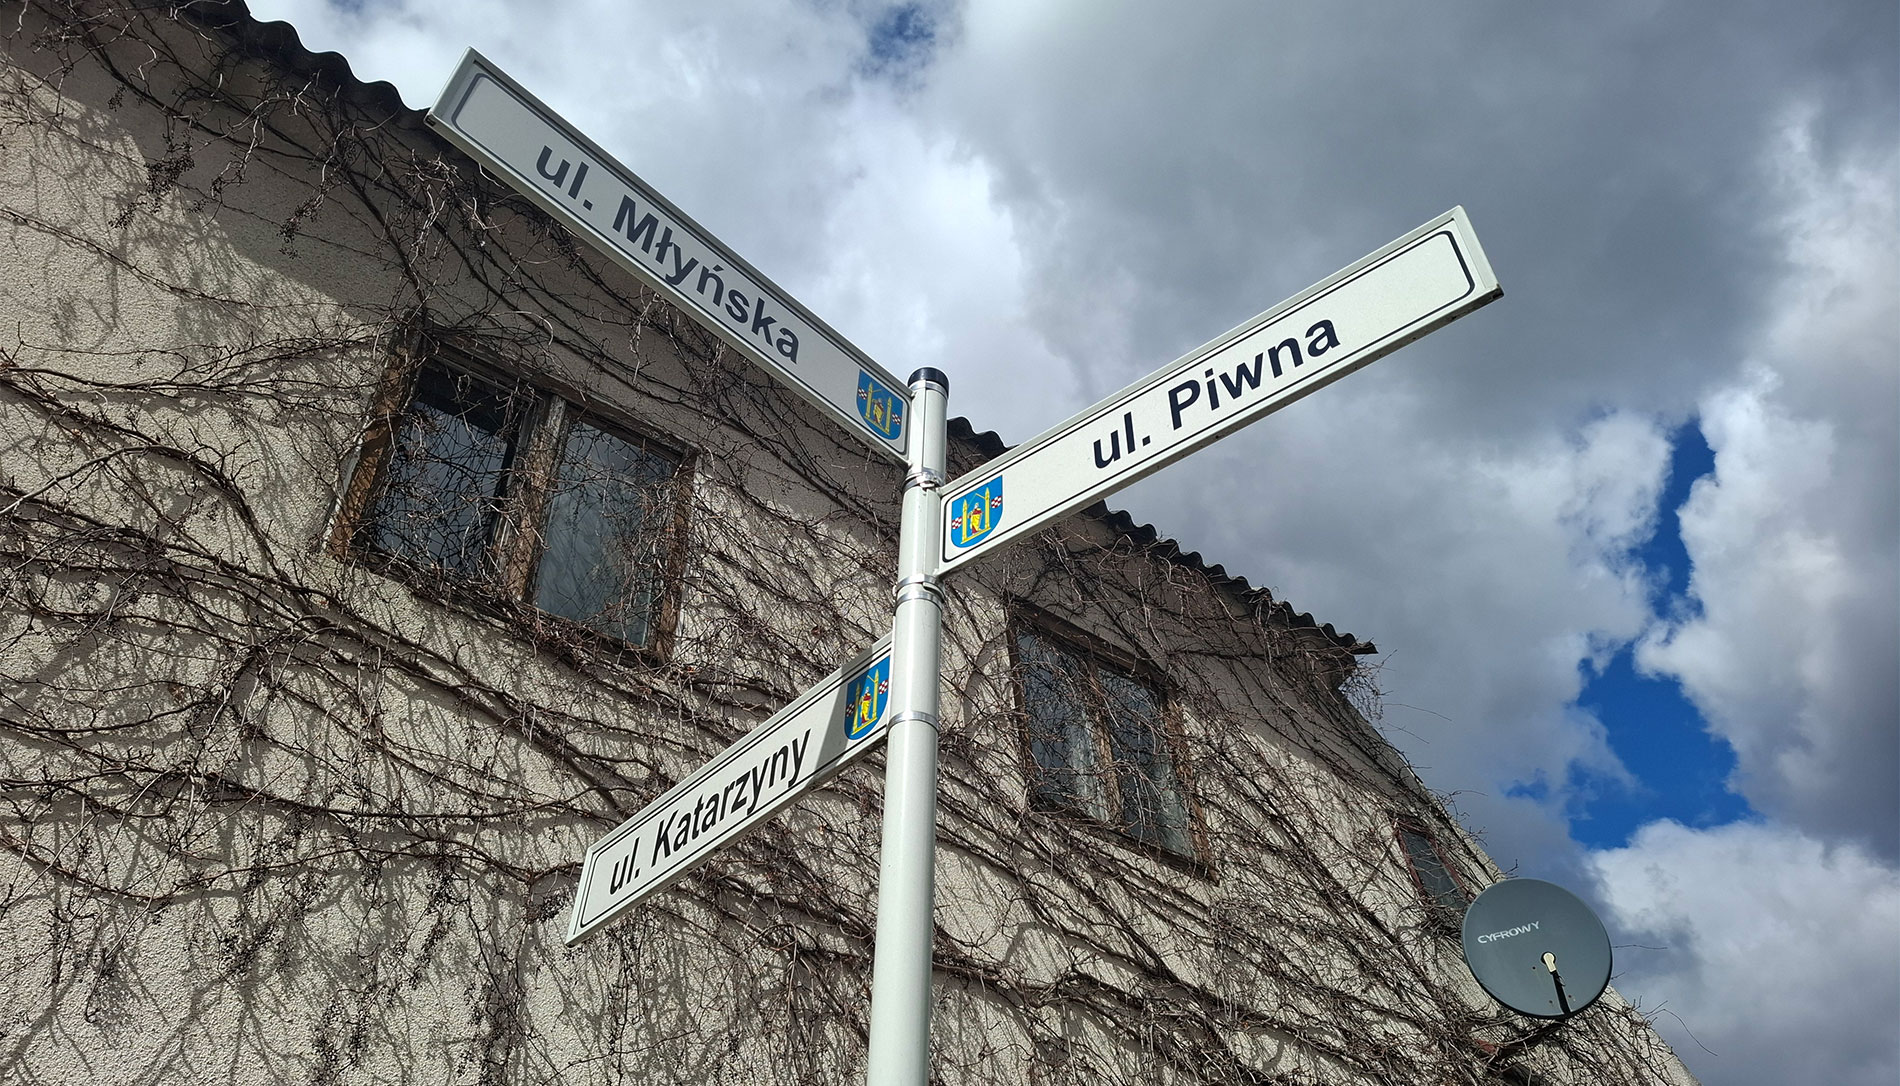 ul. Młyńska
ul. Piwna
ul. Katarzyny
CYFROWY